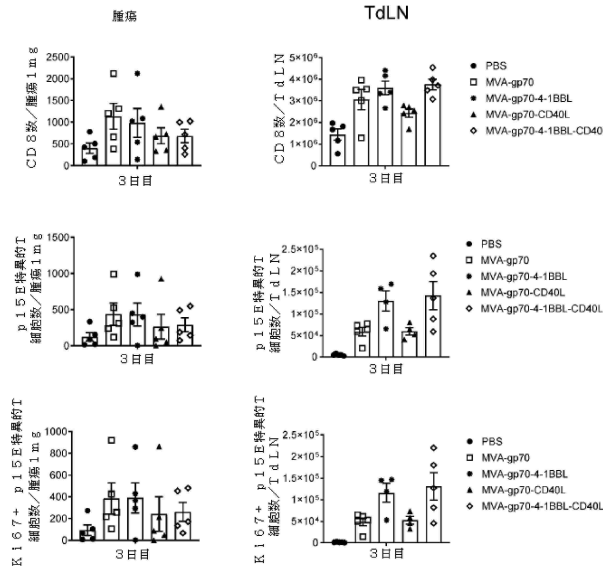 腫瘍
TdLN
CD8数/腫瘍1mg
2500
2000
1500
1000
500
0
3日目
CD8数/TdLN
5×10⁶
4×10⁶
3×10⁶
2×10⁶
1×10⁶
0
3日目
PBS
MVA-gp70
MVA-gp70-4-1BBL
MVA-gp70-CD40L
MVA-gp70-4-1BBL-CD40
p15E特異的T
細胞数/腫瘍1mg
1500
1000
500
0
3日目
p15E特異的T
細胞数/TdLN
2.5×10⁵
2×10⁵
1.5×10⁵
1×10⁵
5×10⁴
0
3日目
PBS
MVA-gp70
MVA-gp70-4-1BBL
MVA-gp70-CD40L
MVA-gp70-4-1BBL-CD40L
K167+ p15E特異的T
細胞数/腫瘍1mg
1000
800
600
400
200
0
3日目
K167+ p15E特異的T
細胞数/TdLN
2.5×10⁵
2×10⁵
1.5×10⁵
1×10⁵
5×10⁴
0
3日目
PBS
MVA-gp70
MVA-gp70-4-1BBL
MVA-gp70-CD40L
MVA-gp70-4-1BBL-CD40L